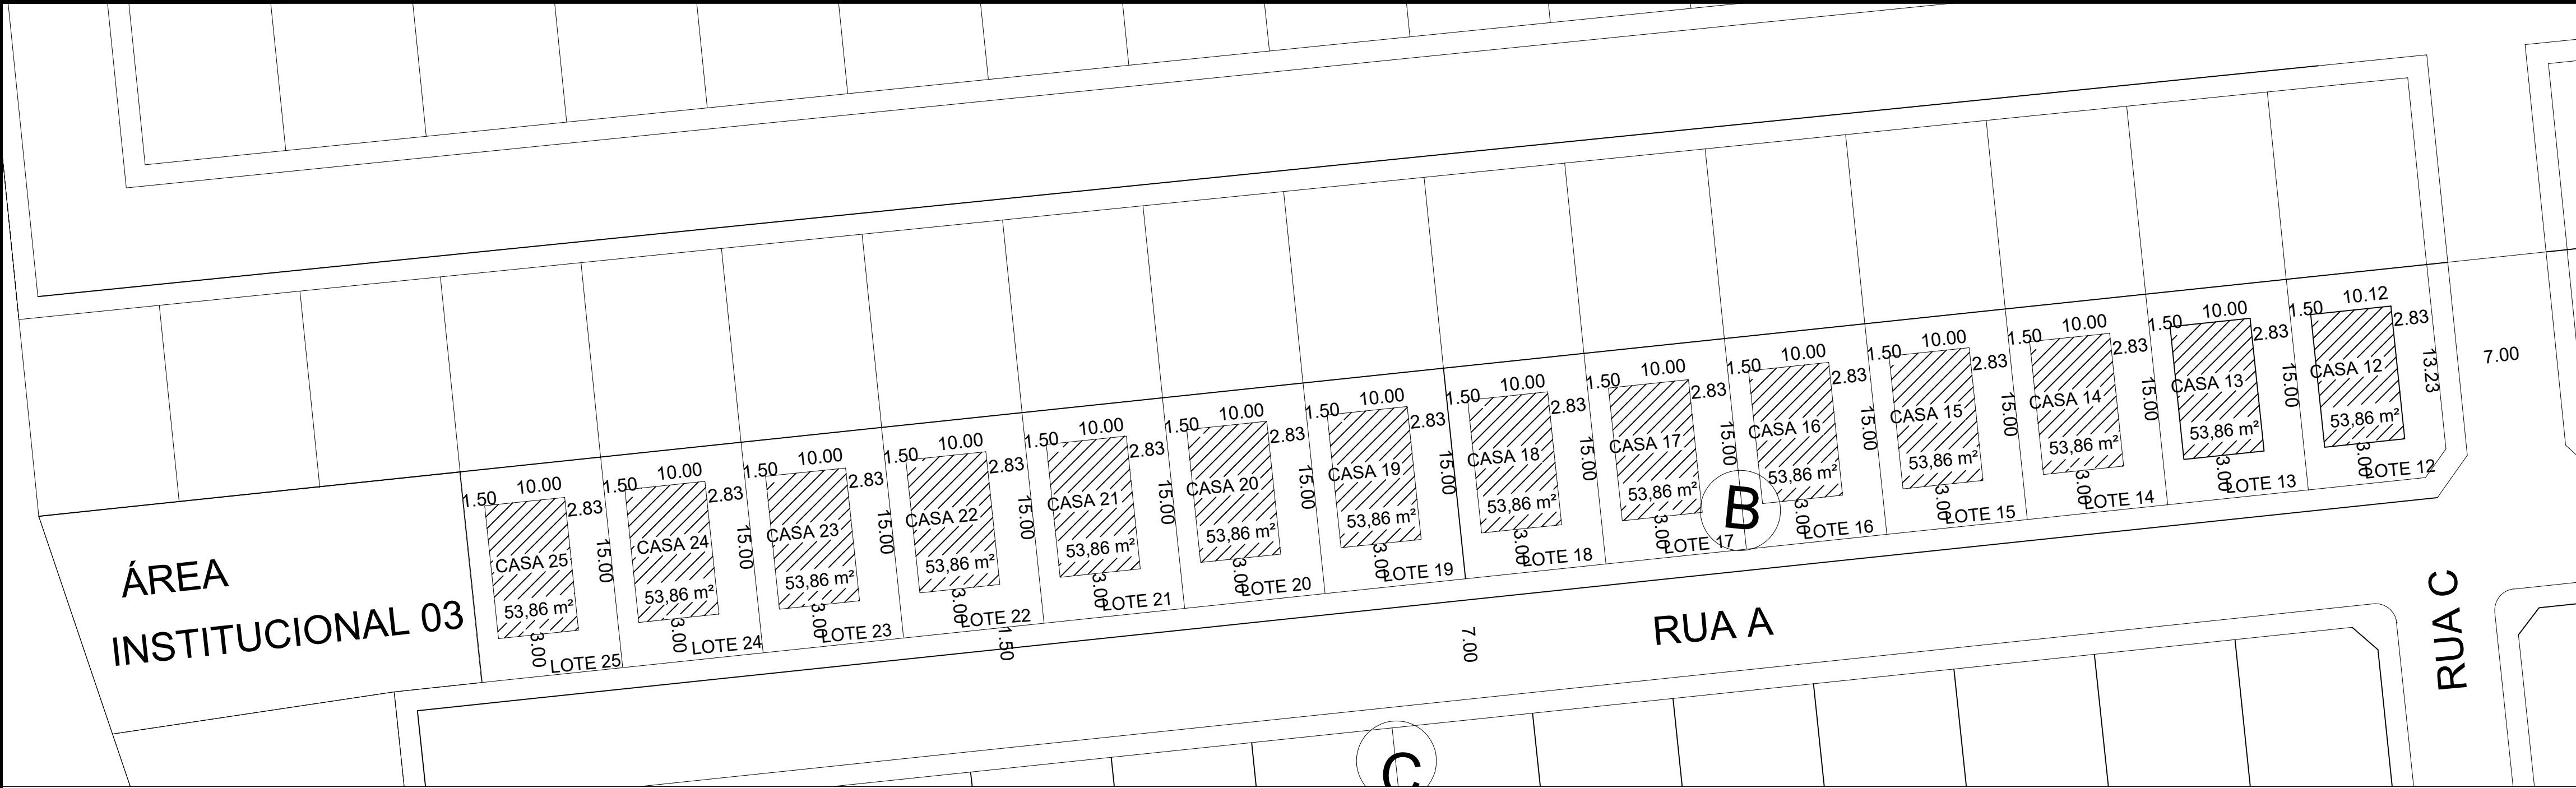 ÁREA
INSTITUCIONAL 03
1.50
10.00
2.83
CASA 25
15.00
53,86 m²
3.00
LOTE 25
1.50
10.00
2.83
CASA 24
15.00
53,86 m²
3.00
LOTE 24
1.50
10.00
2.83
CASA 23
15.00
53,86 m²
3.00
LOTE 23
1.50
10.00
2.83
CASA 22
15.00
53,86 m²
3.00
LOTE 22
1.50
10.00
2.83
CASA 21
15.00
53,86 m²
3.00
LOTE 21
1.50
10.00
2.83
CASA 20
15.00
53,86 m²
3.00
LOTE 20
1.50
10.00
2.83
CASA 19
15.00
53,86 m²
3.00
LOTE 19
1.50
10.00
2.83
CASA 18
15.00
53,86 m²
3.00
LOTE 18
1.50
10.00
2.83
CASA 17
15.00
53,86 m²
3.00
LOTE 17
B
1.50
10.00
2.83
CASA 16
15.00
53,86 m²
3.00
LOTE 16
1.50
10.00
2.83
CASA 15
15.00
53,86 m²
3.00
LOTE 15
1.50
10.00
2.83
CASA 14
15.00
53,86 m²
3.00
LOTE 14
1.50
10.00
2.83
CASA 13
15.00
53,86 m²
3.00
LOTE 13
1.50
10.12
2.83
CASA 12
13.23
53,86 m²
3.00
LOTE 12
7.00
1.50
7.00
RUA A
RUA C
C